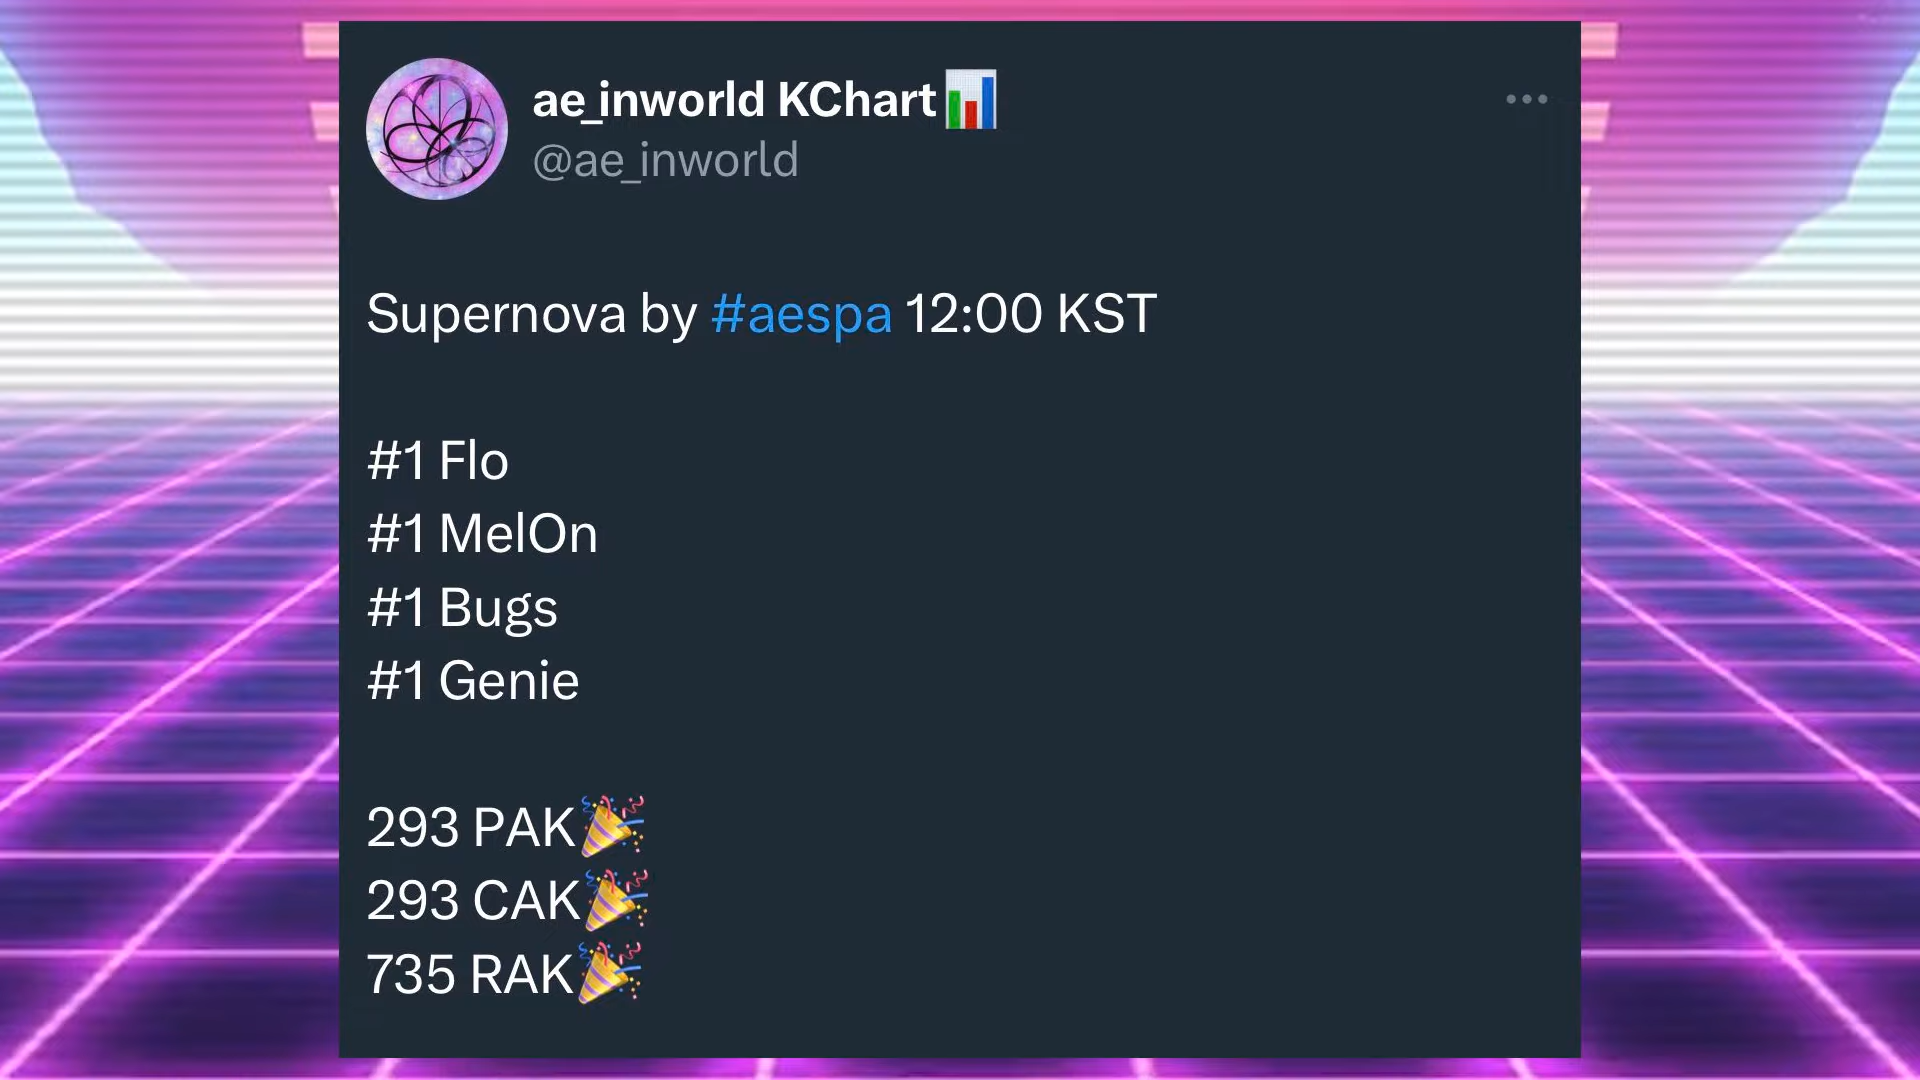 ae_inworld KChart📊
@ae_inworld
Supernova by #aespa 12:00 KST
#1 Flo
#1 MelOn
#1 Bugs
#1 Genie
293 PAK🎉
293 CAK🎉
735 RAK🎉